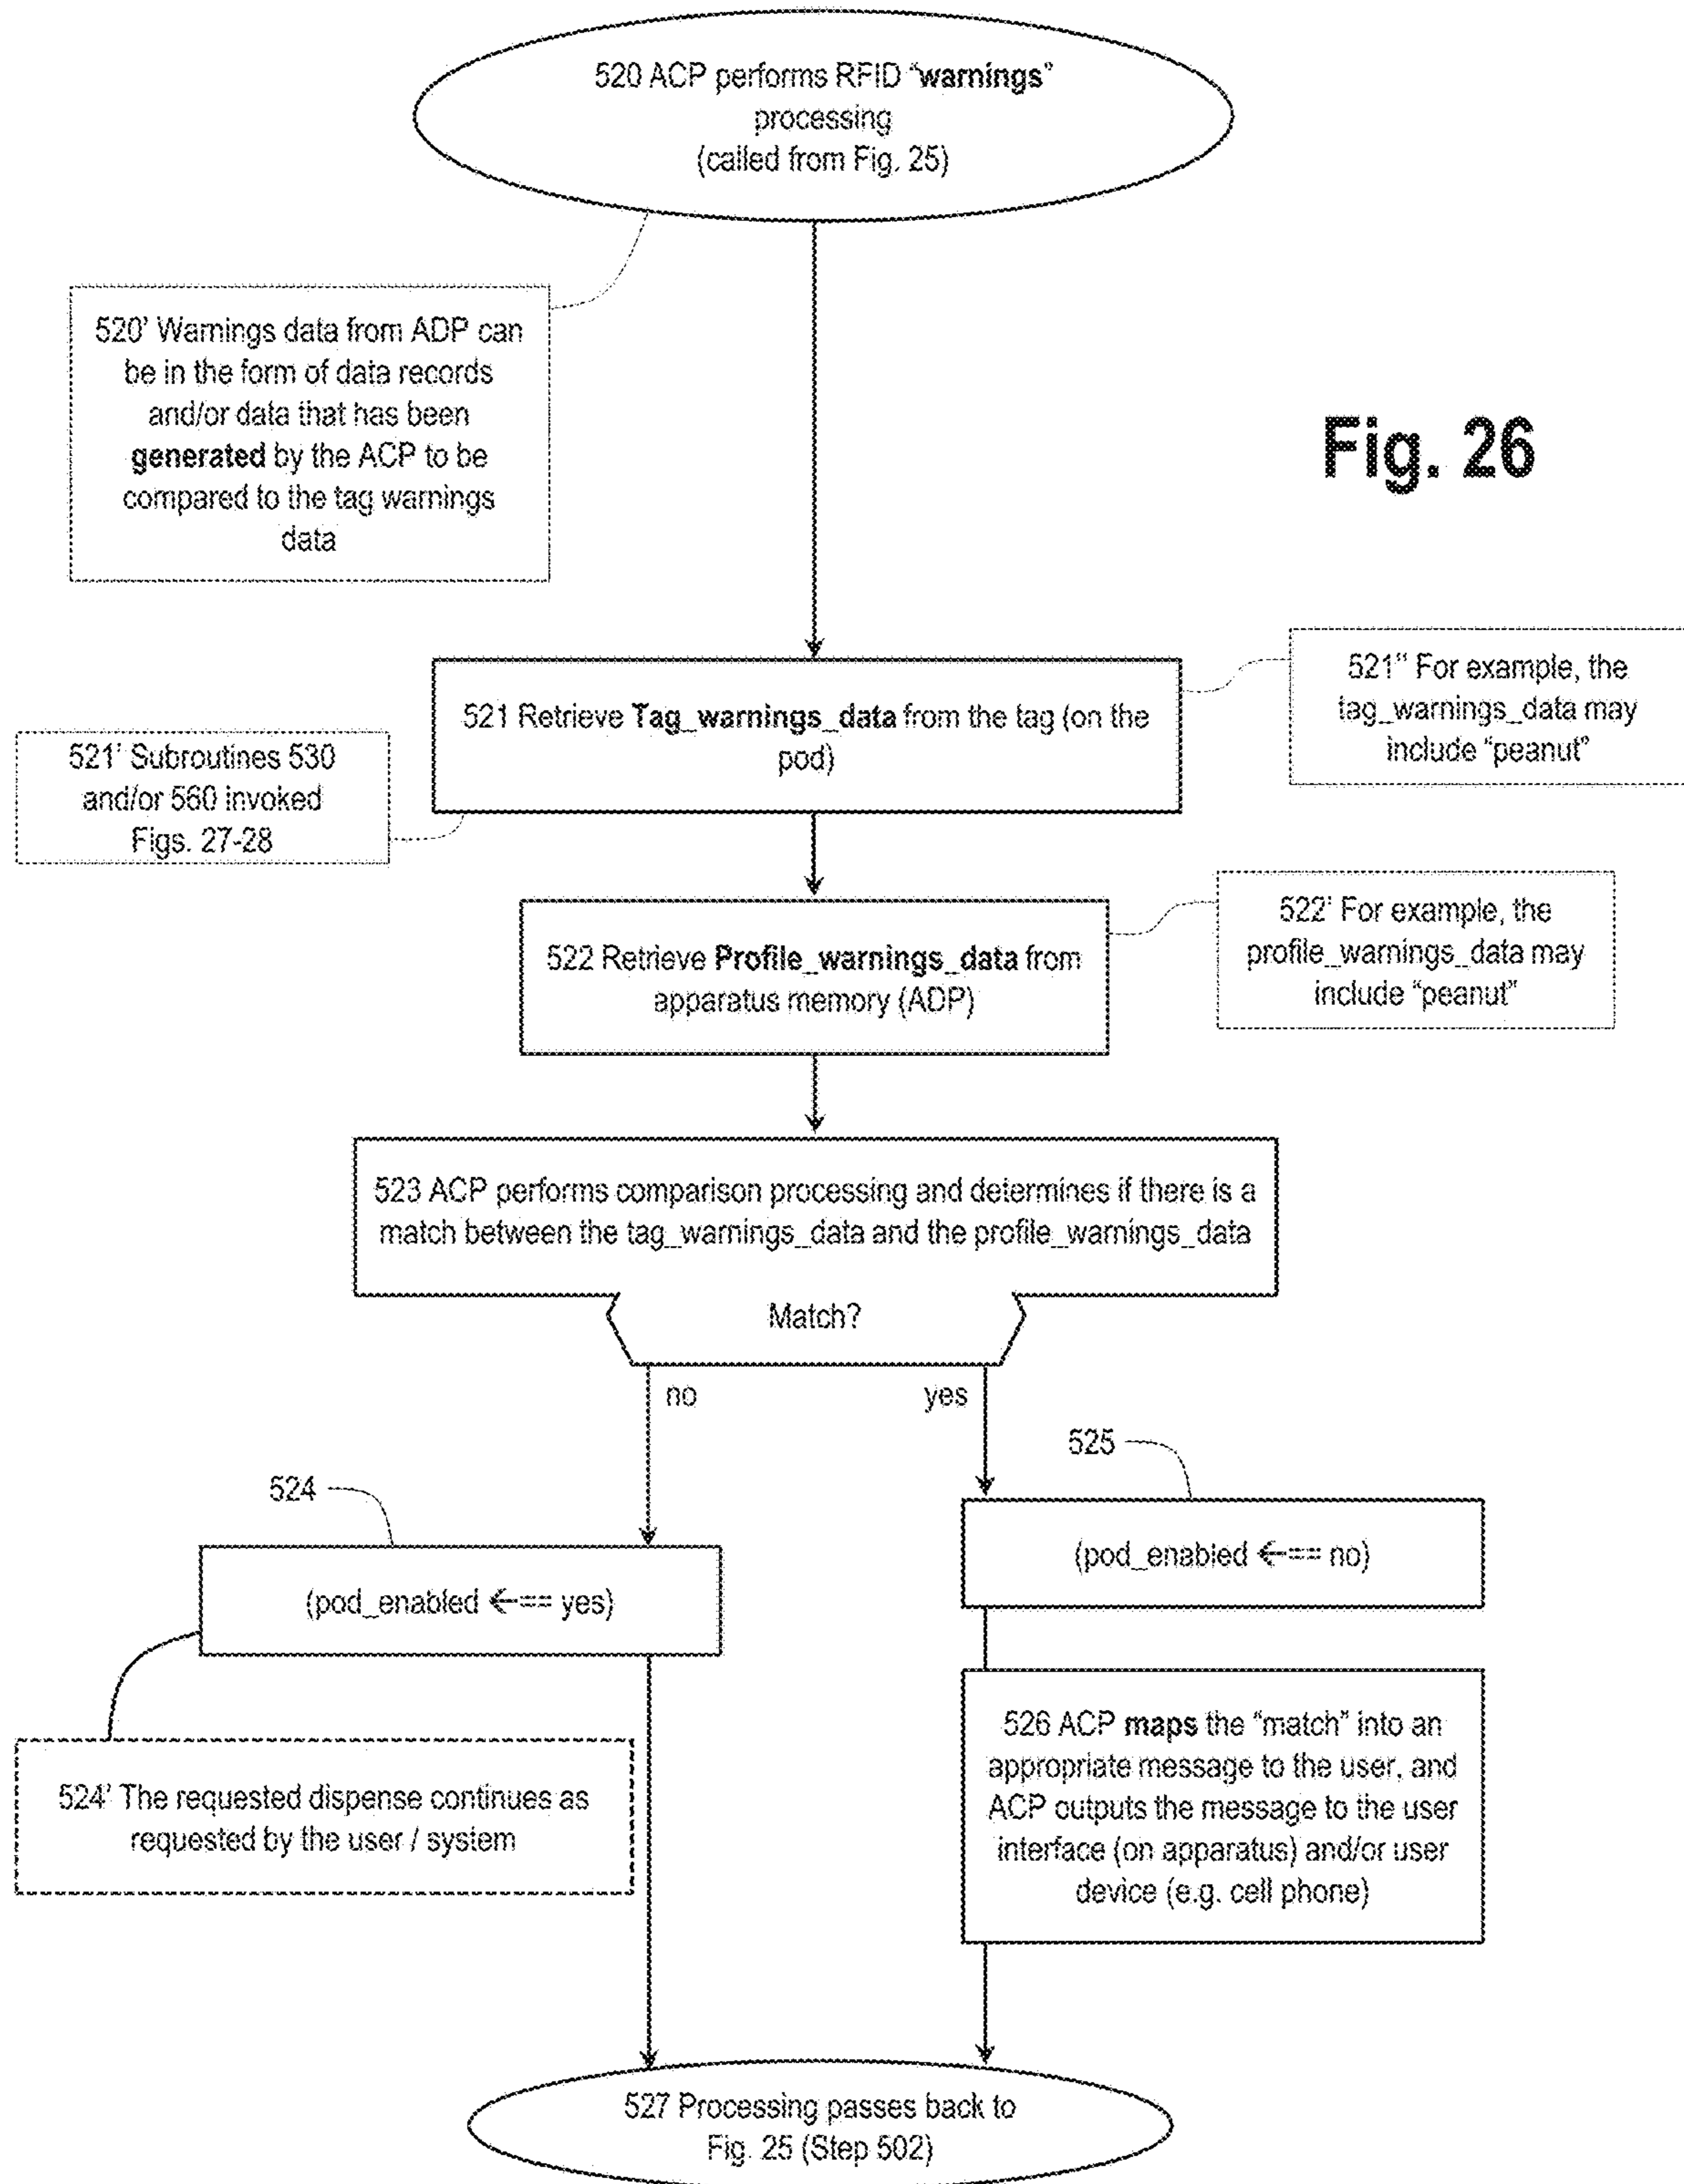 520 ACP performs RFID "warnings"
processing
(called from Fig. 25)
520' Warnings data from ADP can
be in the form of data records
and/or data that has been
generated by the ACP to be
compared to the tag warnings
data
Fig. 26
521 Retrieve Tag_warnings_data from the tag (on the
pod)
521'' For example, the
tag_warnings_data may
include "peanut"
521' Subroutines 530
and/or 560 invoked
Figs. 27-28
522 Retrieve Profile_warnings_data from
apparatus memory (ADP)
522' For example, the
profile_warnings_data may
include "peanut"
523 ACP performs comparison processing and determines if there is a
match between the tag_warnings_data and the profile_warnings_data
Match?
no
yes
525
524
(pod_enabled ←== no)
(pod_enabled ←== yes)
526 ACP maps the "match" into an
appropriate message to the user, and
ACP outputs the message to the user
interface (on apparatus) and/or user
device (e.g. cell phone)
524' The requested dispense continues as
requested by the user / system
527 Processing passes back to
Fig. 25 (Step 502)